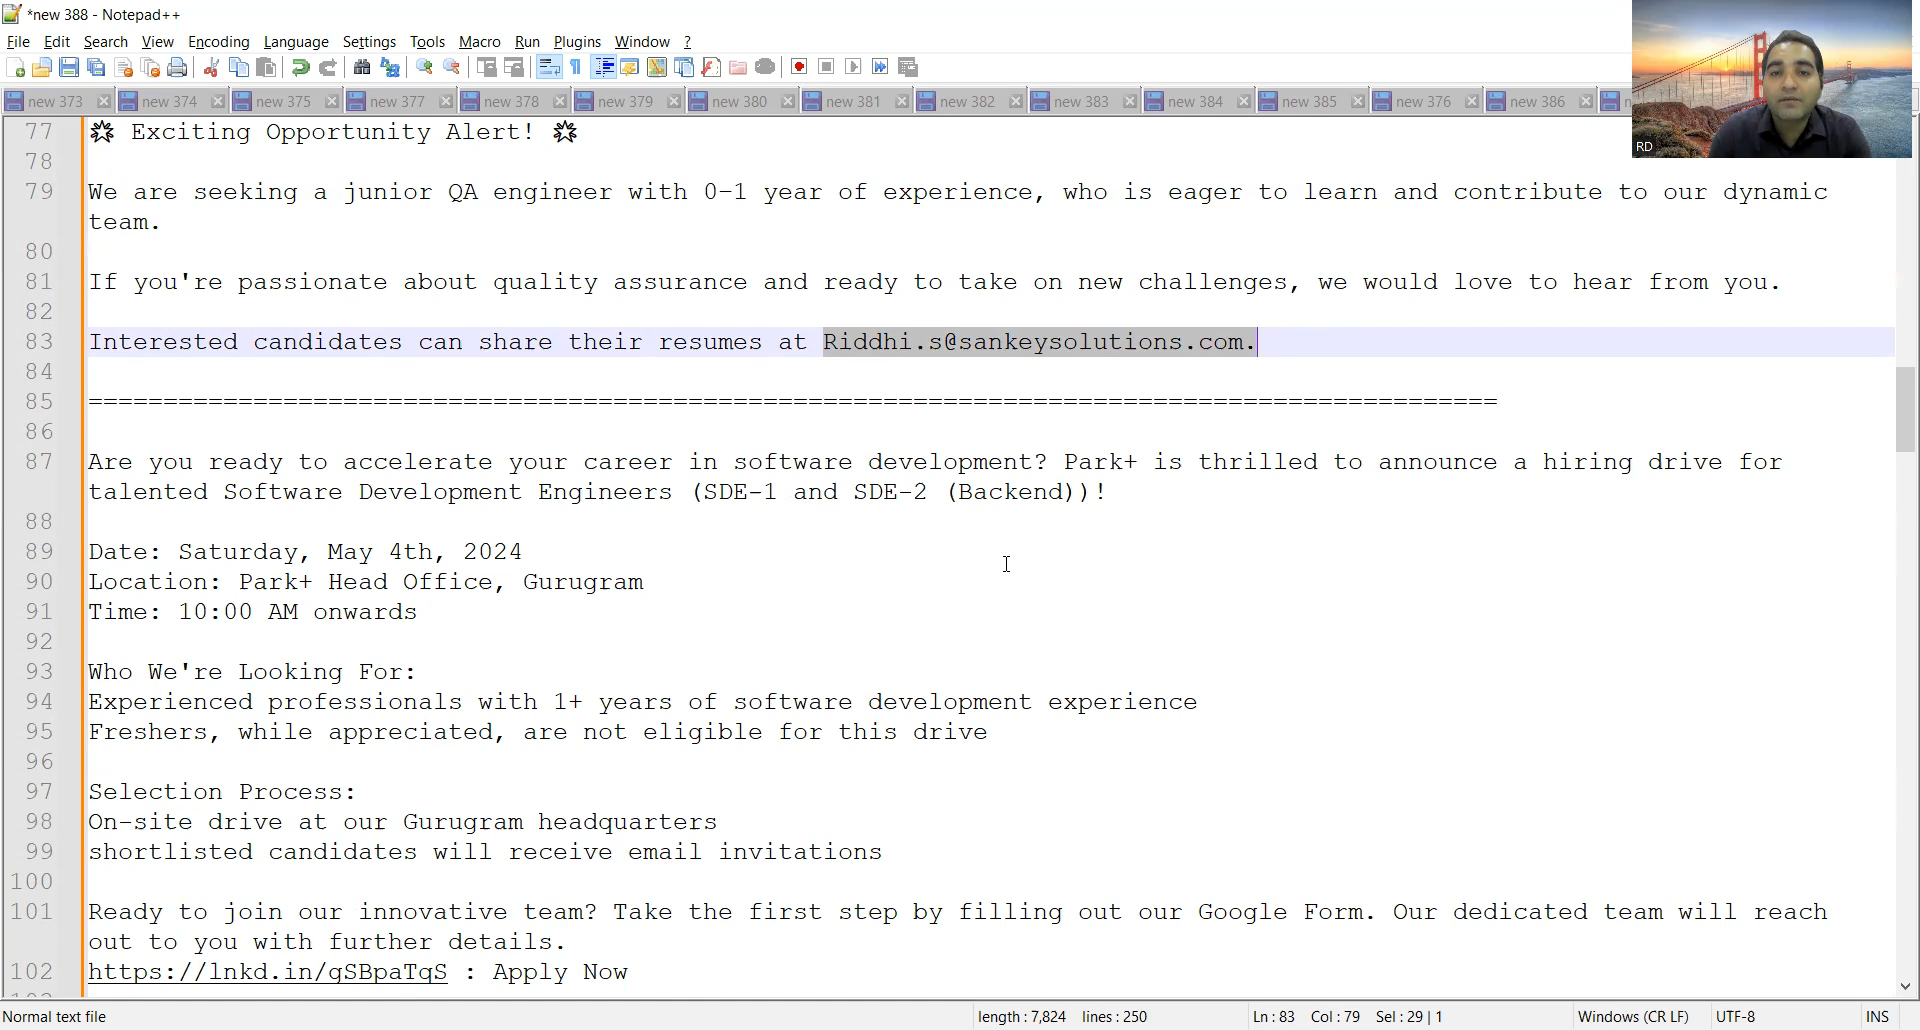 *new 388 - Notepad++
File Edit Search View Encoding Language Settings Tools Macro Run Plugins Window ?
new 373 new 374 new 375 new 377 new 378 new 379 new 380 new 381 new 382 new 383 new 384 new 385 new 376 new 386
RD
77 Exciting Opportunity Alert!
78
79 We are seeking a junior QA engineer with 0-1 year of experience, who is eager to learn and contribute to our dynamic
team.
80
81 If you're passionate about quality assurance and ready to take on new challenges, we would love to hear from you.
82
83 Interested candidates can share their resumes at Riddhi.s@sankeysolutions.com.
84
85 ==============================================================================================
86
87 Are you ready to accelerate your career in software development? Park+ is thrilled to announce a hiring drive for
talented Software Development Engineers (SDE-1 and SDE-2 (Backend))!
88
89 Date: Saturday, May 4th, 2024
90 Location: Park+ Head Office, Gurugram
91 Time: 10:00 AM onwards
92
93 Who We're Looking For:
94 Experienced professionals with 1+ years of software development experience
95 Freshers, while appreciated, are not eligible for this drive
96
97 Selection Process:
98 On-site drive at our Gurugram headquarters
99 shortlisted candidates will receive email invitations
100
101 Ready to join our innovative team? Take the first step by filling out our Google Form. Our dedicated team will reach
out to you with further details.
102 https://lnkd.in/gSBpaTqS : Apply Now
Normal text file length : 7,824 lines : 250 Ln : 83 Col : 79 Sel : 29 | 1 Windows (CR LF) UTF-8 INS